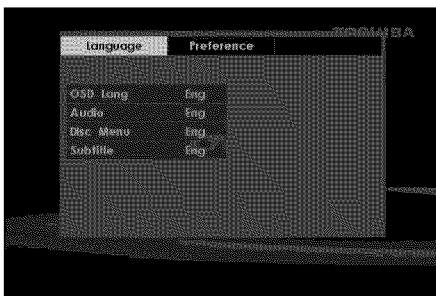 TOSHIBA
Language Preference
OSD Lang Eng
Audio Eng
Disc Menu Eng
Subtitle Eng